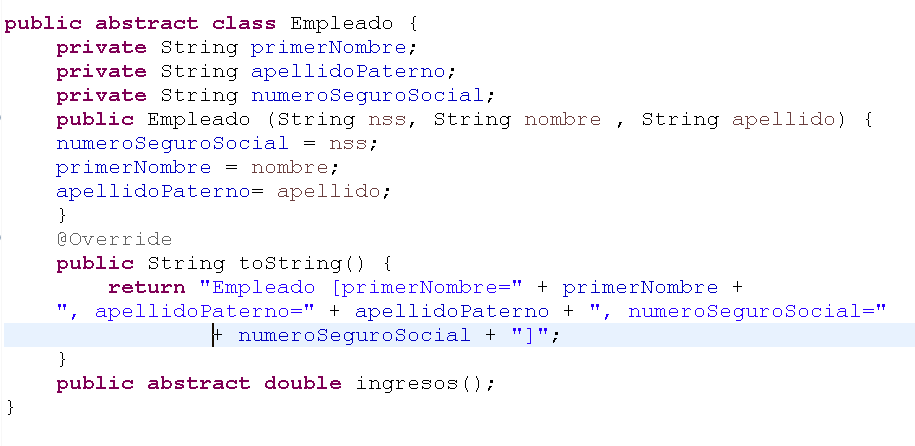 public abstract class Empleado {
    private String primerNombre;
    private String apellidoPaterno;
    private String numeroSeguroSocial;
    public Empleado (String nss, String nombre , String apellido) {
    numeroSeguroSocial = nss;
    primerNombre = nombre;
    apellidoPaterno= apellido;
    }
    @Override
    public String toString() {
        return "Empleado [primerNombre=" + primerNombre +
    ", apellidoPaterno=" + apellidoPaterno + ", numeroSeguroSocial="
                + numeroSeguroSocial + "]";
    }
    public abstract double ingresos();
}